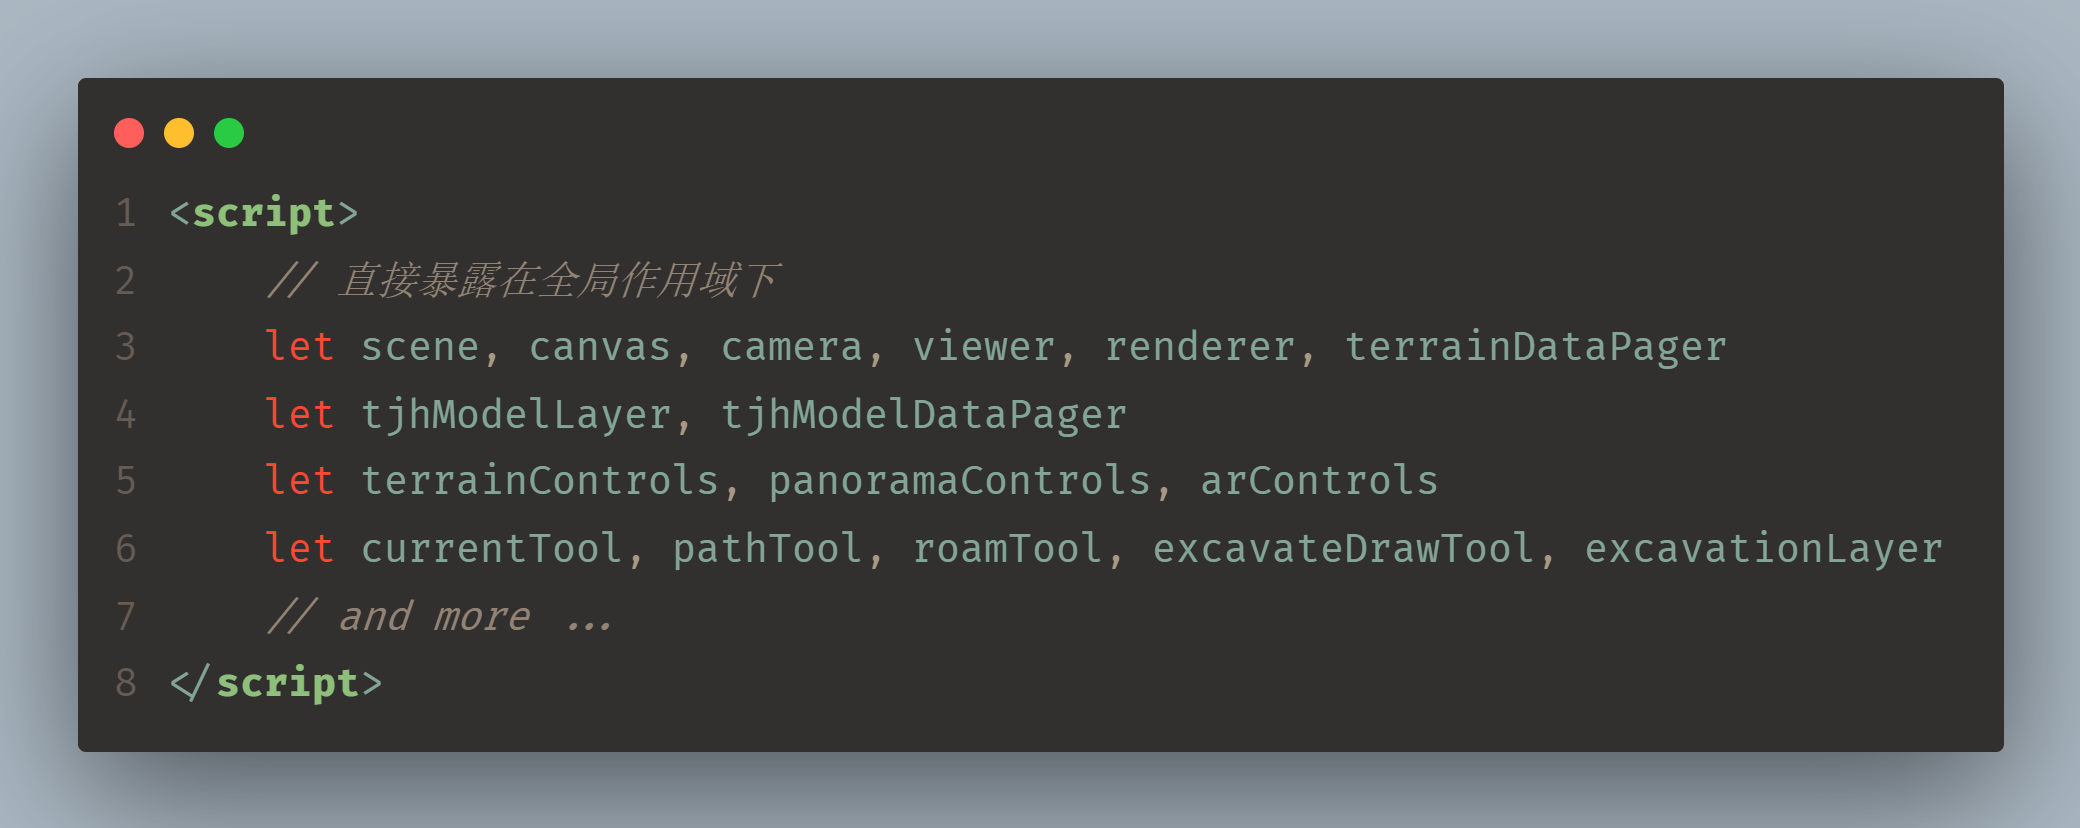 1 <script>
2 // 直接暴露在全局作用域下
3 let scene, canvas, camera, viewer, renderer, terrainDataPager
4 let tjhModelLayer, tjhModelDataPager
5 let terrainControls, panoramaControls, arControls
6 let currentTool, pathTool, roamTool, excavateDrawTool, excavationLayer
7 // and more ...
8 </script>